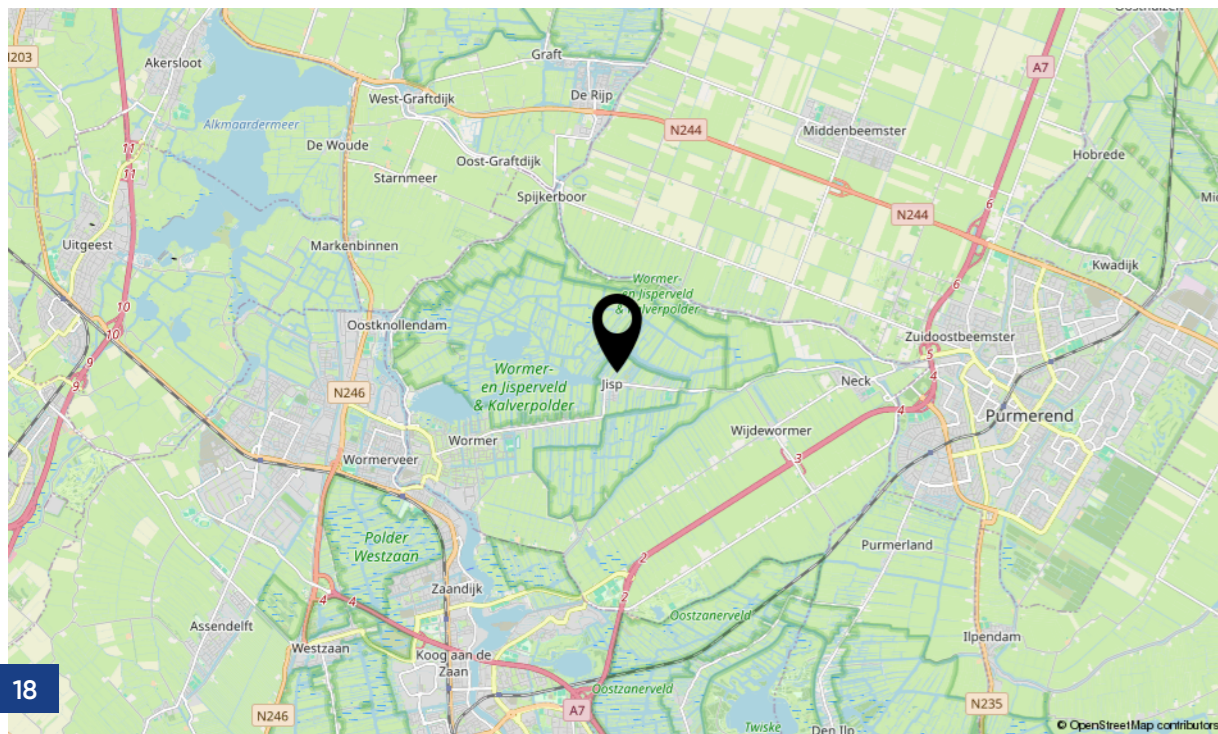 Oosthuizen
N203
Akersloot
Graft
A7
West-Graftdijk
De Rijp
Alkmaardermeer
N244
Middenbeemster
11
De Woude
Oost-Graftdijk
Hobrede
11
Starnmeer
Spijkerboor
6
N244
Uitgeest
Markenbinnen
Kwadijk
Wormer-
en Jisperveld
& Kalverpolder
6
10
Oostknollendam
Zuidoostbeemster
10
5
9
Wormer-
en Jisperveld
& Kalverpolder
4
9
Jisp
Neck
N246
4
Purmerend
Wormer
Wijdewormer
Wormerveer
3
Polder
Westzaan
Purmerland
2
Zaandijk
2
4
4
Oostzanerveld
Assendelft
Westzaan
Ilpendam
Koog aan de
Zaan
18
Oostzanerveld
N246
A7
N235
Twiske
Den Ilp
© OpenStreetMap contributors